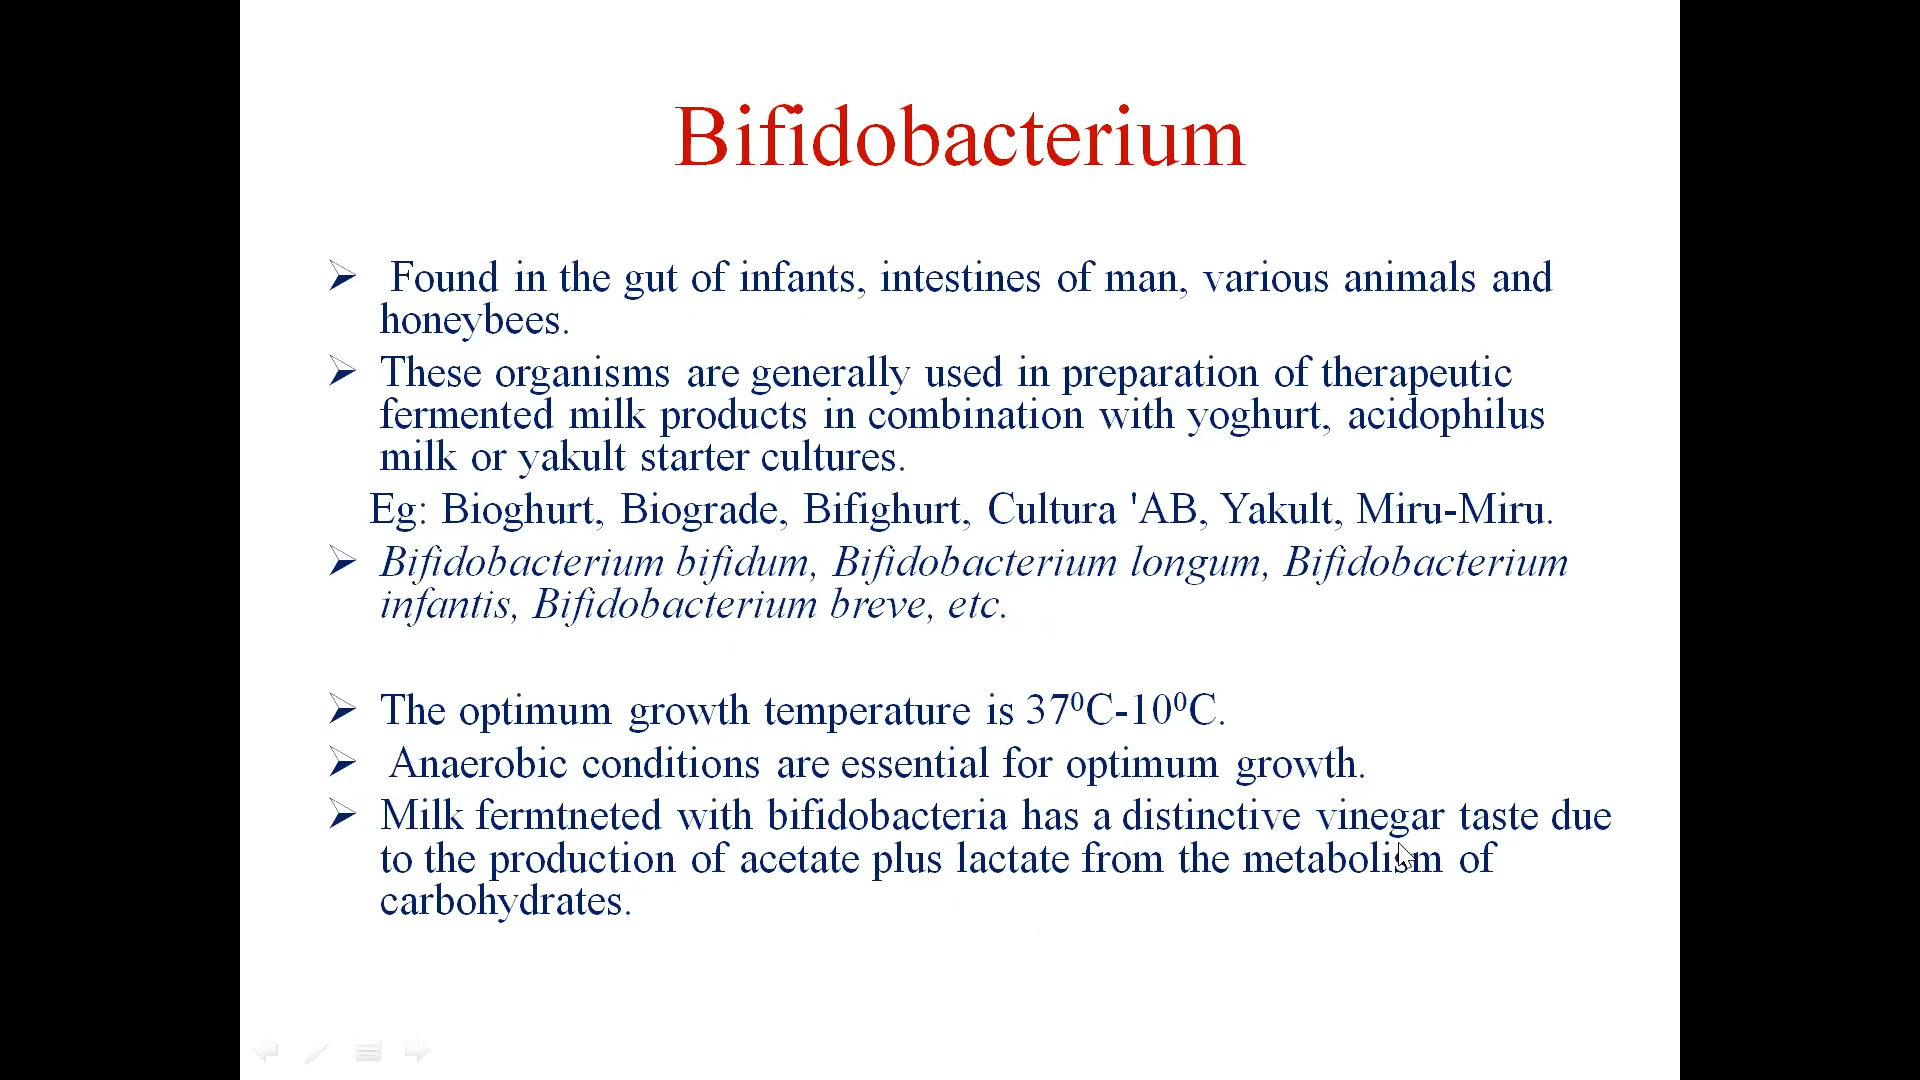 Bifidobacterium
Found in the gut of infants, intestines of man, various animals and
honeybees.
These organisms are generally used in preparation of therapeutic
fermented milk products in combination with yoghurt, acidophilus
milk or yakult starter cultures.
Eg: Bioghurt, Biograde, Bifighurt, Cultura 'AB, Yakult, Miru-Miru.
Bifidobacterium bifidum, Bifidobacterium longum, Bifidobacterium
infantis, Bifidobacterium breve, etc.
The optimum growth temperature is 37⁰C-10⁰C.
Anaerobic conditions are essential for optimum growth.
Milk fermtneted with bifidobacteria has a distinctive vinegar taste due
to the production of acetate plus lactate from the metabolism of
carbohydrates.